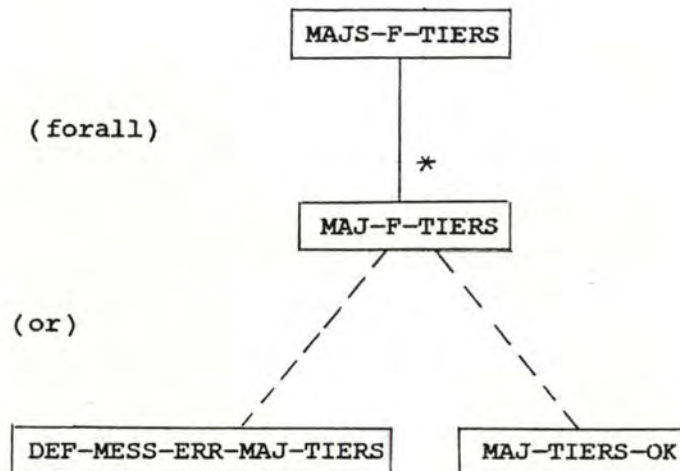 MAJS-F-TIERS
(forall)
*
MAJ-F-TIERS
(or)
DEF-MESS-ERR-MAJ-TIERS MAJ-TIERS-OK